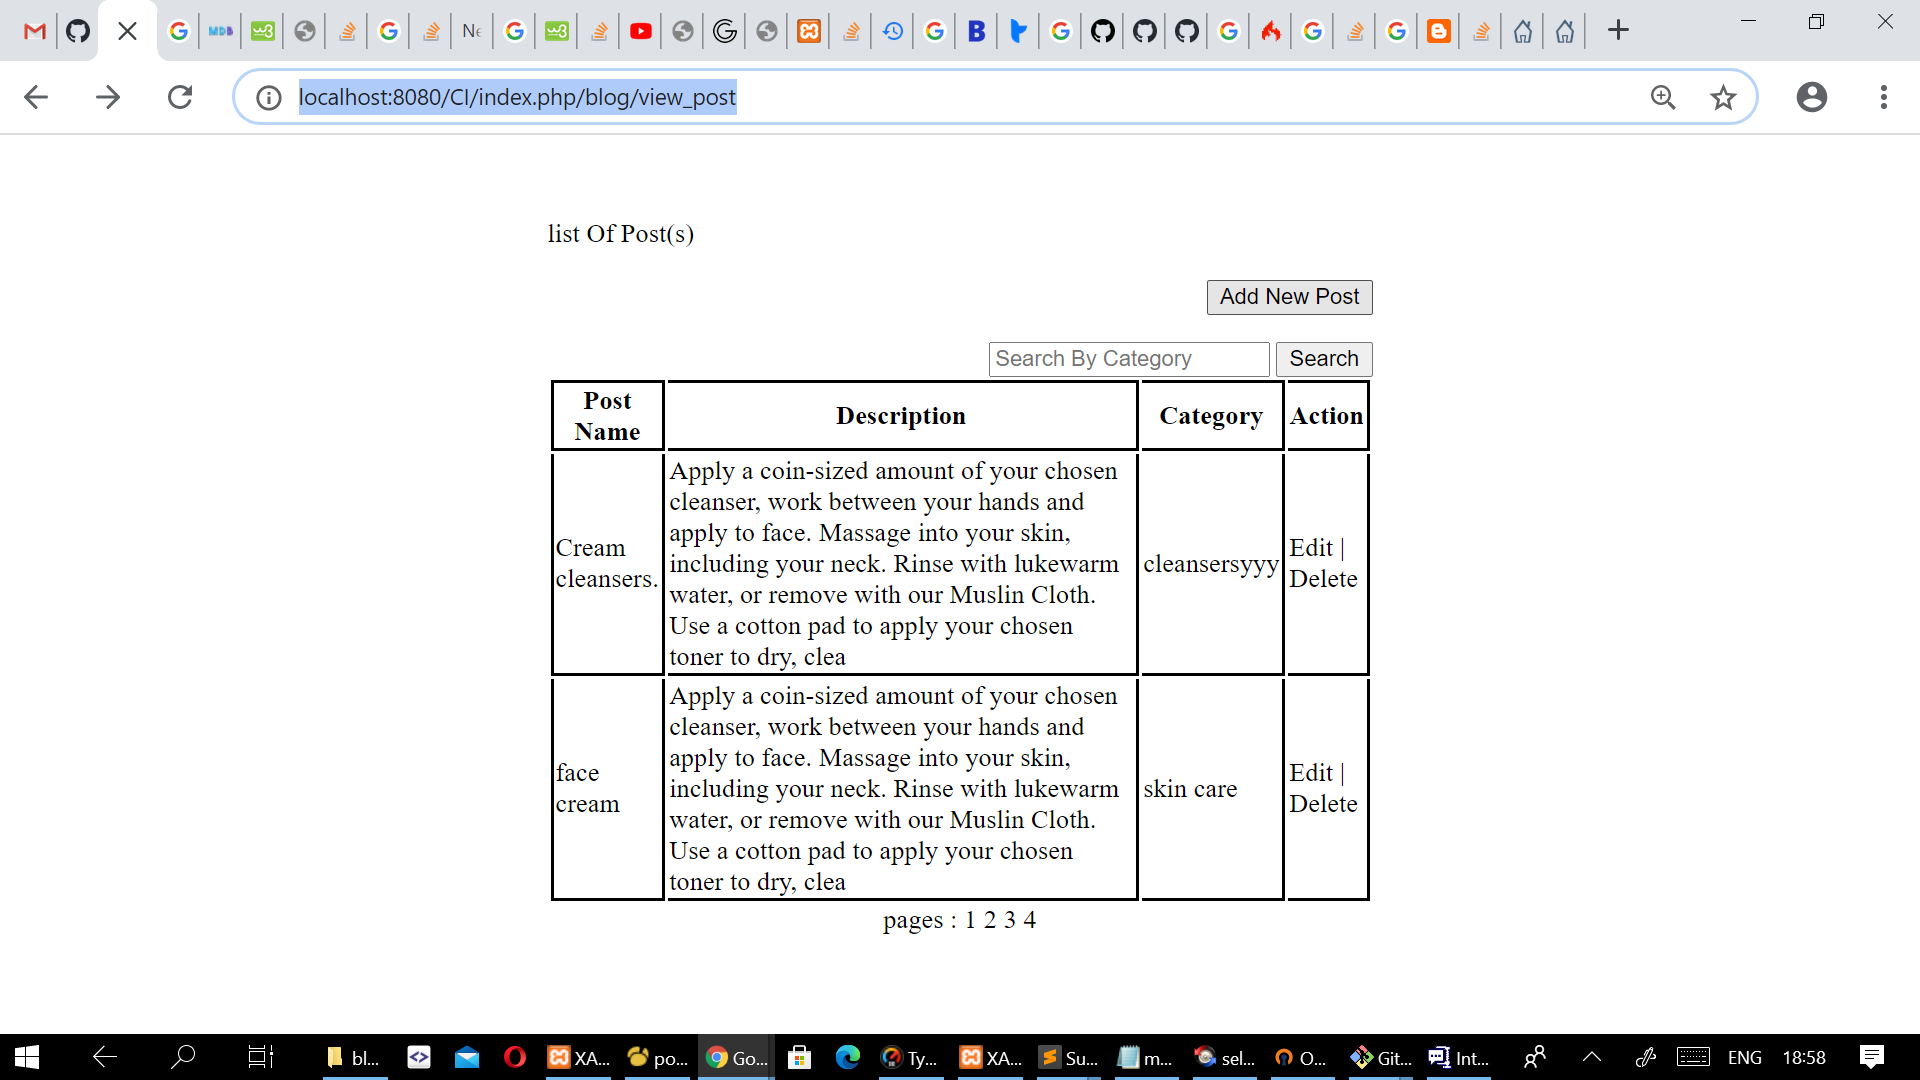 Ne
localhost:8080/CI/index.php/blog/view_post
list Of Post(s)
Add New Post
Search By Category Search
Post Name Description Category Action
Cream
cleansers.
Apply a coin-sized amount of your chosen
cleanser, work between your hands and
apply to face. Massage into your skin,
including your neck. Rinse with lukewarm
water, or remove with our Muslin Cloth.
Use a cotton pad to apply your chosen
toner to dry, clea
cleansersyyy
Edit |
Delete
face
cream
Apply a coin-sized amount of your chosen
cleanser, work between your hands and
apply to face. Massage into your skin,
including your neck. Rinse with lukewarm
water, or remove with our Muslin Cloth.
Use a cotton pad to apply your chosen
toner to dry, clea
skin care
Edit |
Delete
pages : 1 2 3 4
bl... XA... po... Go... Ty... XA... Su... m... sel... O... Git... Int... ENG 18:58